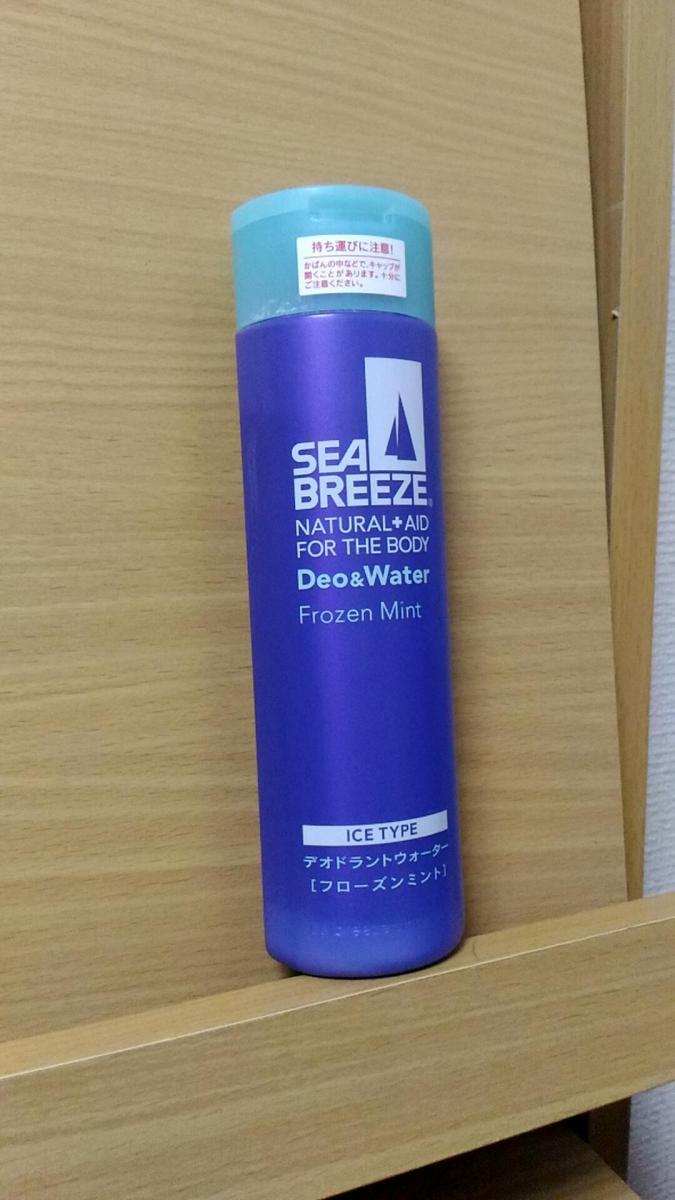 持ち運びに注意!
かばんの中などで、キャップが
開くことがあります。十分に
ご注意ください。
SEA
BREEZE
NATURAL+AID
FOR THE BODY
Deo&Water
Frozen Mint
ICE TYPE
デオドラントウォーター
[フローズンミント]